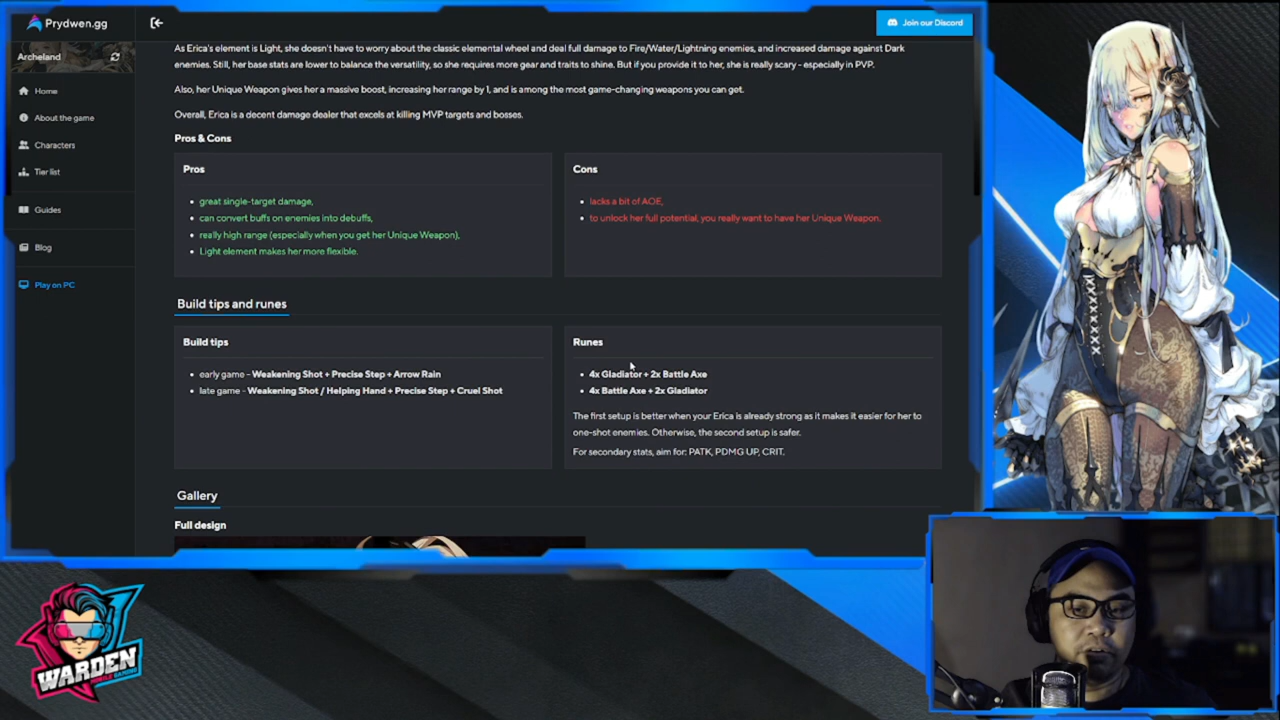 Prydwen.gg
Join our Discord
Archeland
Home
About the game
Characters
Tier list
Guides
Blog
Play on PC
As Erica's element is Light, she doesn't have to worry about the classic elemental wheel and deal full damage to Fire/Water/Lightning enemies, and increased damage against Dark
enemies. Still, her base stats are lower to balance the versatility, so she requires more gear and traits to shine. But if you provide it to her, she is really scary - especially in PVP.
Also, her Unique Weapon gives her a massive boost, increasing her range by 1, and is among the most game-changing weapons you can get.
Overall, Erica is a decent damage dealer that excels at killing MVP targets and bosses.
Pros & Cons
Pros
great single-target damage,
can convert buffs on enemies into debuffs,
really high range (especially when you get her Unique Weapon),
Light element makes her more flexible.
Cons
lacks a bit of AOE,
to unlock her full potential, you really want to have her Unique Weapon.
Build tips and runes
Build tips
early game - Weakening Shot + Precise Step + Arrow Rain
late game - Weakening Shot / Helping Hand + Precise Step + Cruel Shot
Runes
4x Gladiator + 2x Battle Axe
4x Battle Axe + 2x Gladiator
The first setup is better when your Erica is already strong as it makes it easier for her to
one-shot enemies. Otherwise, the second setup is safer.
For secondary stats, aim for: PATK, PDMG UP, CRIT.
Gallery
Full design
WARDEN
MOBILE GAMING